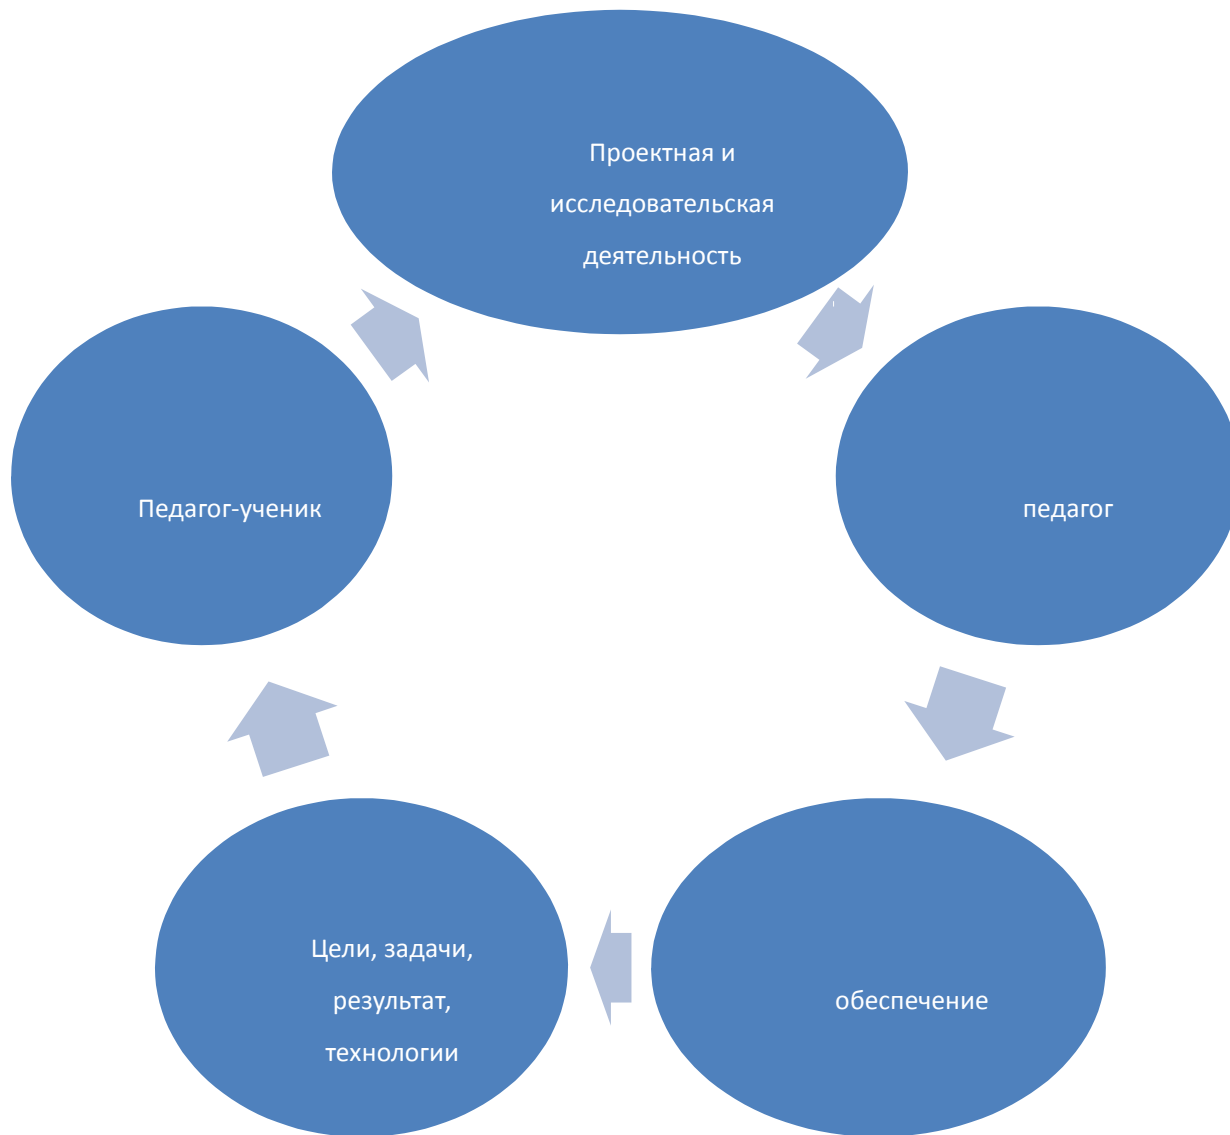 Проектная и
исследовательская
деятельность
Педагог-ученик
педагог
Цели, задачи,
результат,
технологии
обеспечение